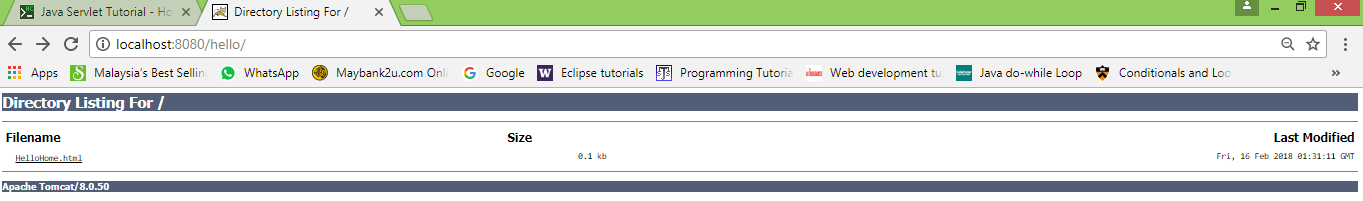 Java Servlet Tutorial - Ho
Directory Listing For /
localhost:8080/hello/
Apps Malaysia's Best Sellin WhatsApp Maybank2u.com Onli Google Eclipse tutorials Programming Tutoria Web development tu Java do-while Loop Conditionals and Loo »
Directory Listing For /
Filename Size Last Modified
HelloHome.html 0.1 kb Fri, 16 Feb 2018 01:31:11 GMT
Apache Tomcat/8.0.50